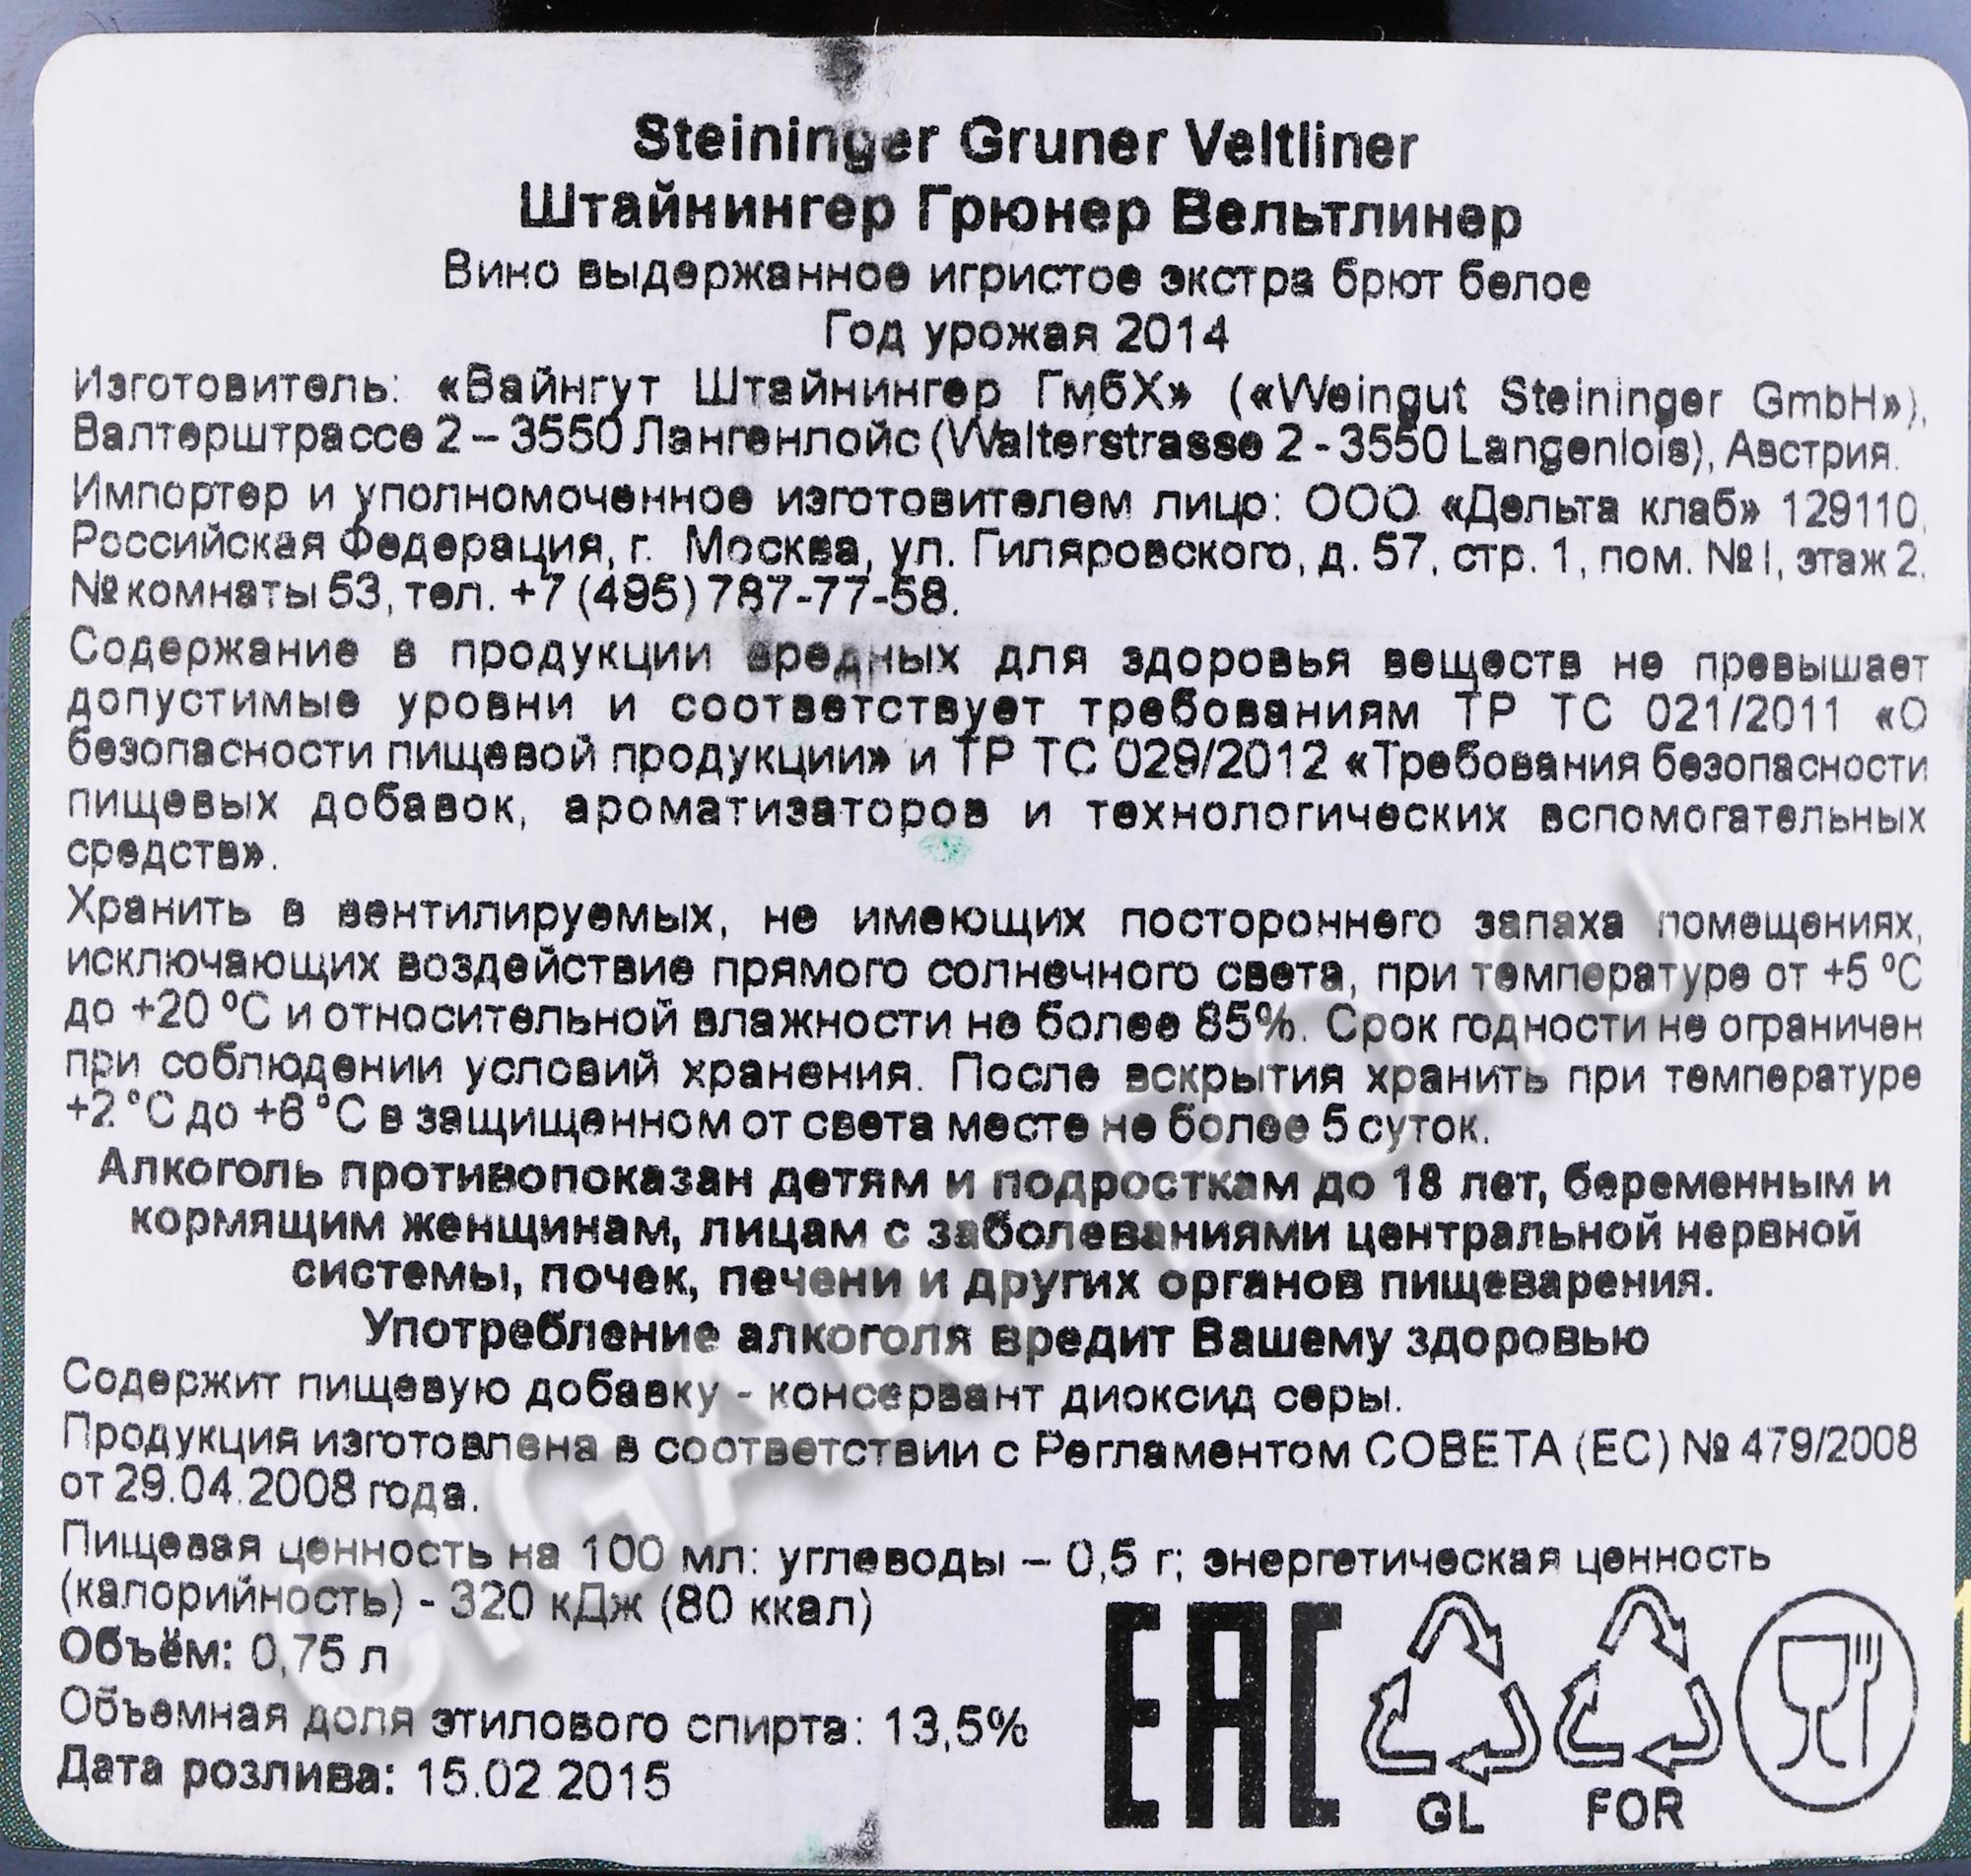 Steininger Gruner Veltliner
Штайнингер Грюнер Вельтлинер
Вино выдержанное игристое экстра брют белое
Год урожая 2014
Изготовитель: «Вайнгут Штайнингер ГмбХ» («Weingut Steininger GmbH»),
Валтерштрассе 2 – 3550 Лангенлойс (Walterstrasse 2 - 3550 Langenlois), Австрия.
Импортер и уполномоченное изготовителем лицо: ООО «Дельта клаб» 129110,
Российская Федерация, г. Москва, ул. Гиляровского, д. 57, стр. 1, пом. №I, этаж 2,
№ комнаты 53, тел. +7 (495) 787-77-58.
Содержание в продукции вредных для здоровья веществ не превышает
допустимые уровни и соответствует требованиям ТР ТС 021/2011 «О
безопасности пищевой продукции» и ТР ТС 029/2012 «Требования безопасности
пищевых добавок, ароматизаторов и технологических вспомогательных
средств».
Хранить в вентилируемых, не имеющих постороннего запаха помещениях,
исключающих воздействие прямого солнечного света, при температуре от +5 °С
до +20 °С и относительной влажности не более 85%. Срок годности не ограничен
при соблюдении условий хранения. После вскрытия хранить при температуре
+2 °С до +6 °С в защищенном от света месте не более 5 суток.
Алкоголь противопоказан детям и подросткам до 18 лет, беременным и
кормящим женщинам, лицам с заболеваниями центральной нервной
системы, почек, печени и других органов пищеварения.
Употребление алкоголя вредит Вашему здоровью
Содержит пищевую добавку - консервант диоксид серы.
Продукция изготовлена в соответствии с Регламентом СОВЕТА (ЕС) № 479/2008
от 29.04.2008 года.
Пищевая ценность на 100 мл: углеводы – 0,5 г; энергетическая ценность
(калорийность) - 320 кДж (80 ккал)
Объём: 0,75 л
Объемная доля этилового спирта: 13,5%
Дата розлива: 15.02.2015
EAC
GL
FOR
CIGARPRO.RU